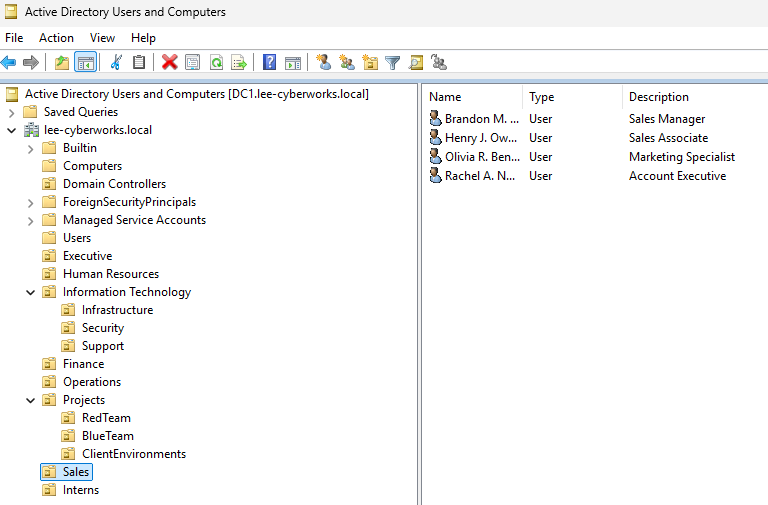 Active Directory Users and Computers
File Action View Help
Active Directory Users and Computers [DC1.lee-cyberworks.local]
Saved Queries
lee-cyberworks.local
Builtin
Computers
Domain Controllers
ForeignSecurityPrincipals
Managed Service Accounts
Users
Executive
Human Resources
Information Technology
Infrastructure
Security
Support
Finance
Operations
Projects
RedTeam
BlueTeam
ClientEnvironments
Sales
Interns
Name Type Description
Brandon M. ... User Sales Manager
Henry J. Ow... User Sales Associate
Olivia R. Ben... User Marketing Specialist
Rachel A. N... User Account Executive